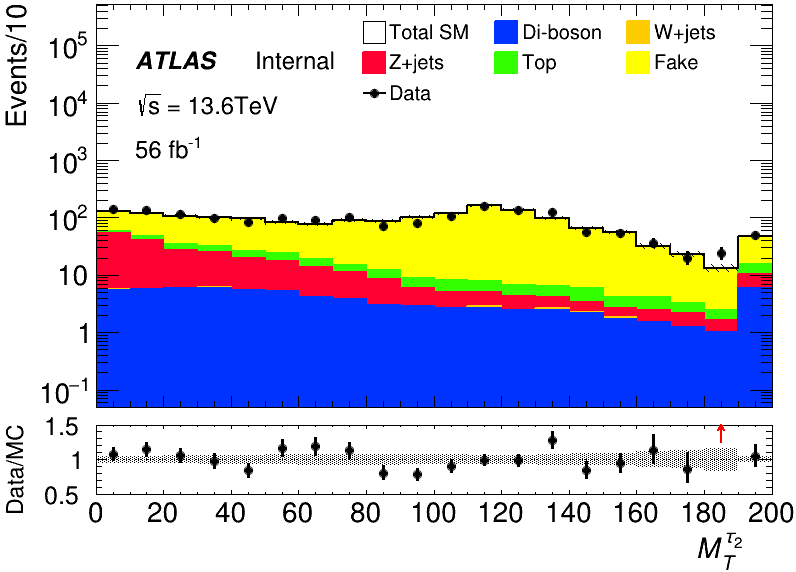 Events/10
10^5
10^4
10^3
10^2
10
1
10^−1
ATLAS Internal
√s = 13.6TeV
56 fb^-1
Total SM Di-boson W+jets
Z+jets Top Fake
Data
Data/MC
1.5
1
0.5
0 20 40 60 80 100 120 140 160 180 200
M_T^τ_2